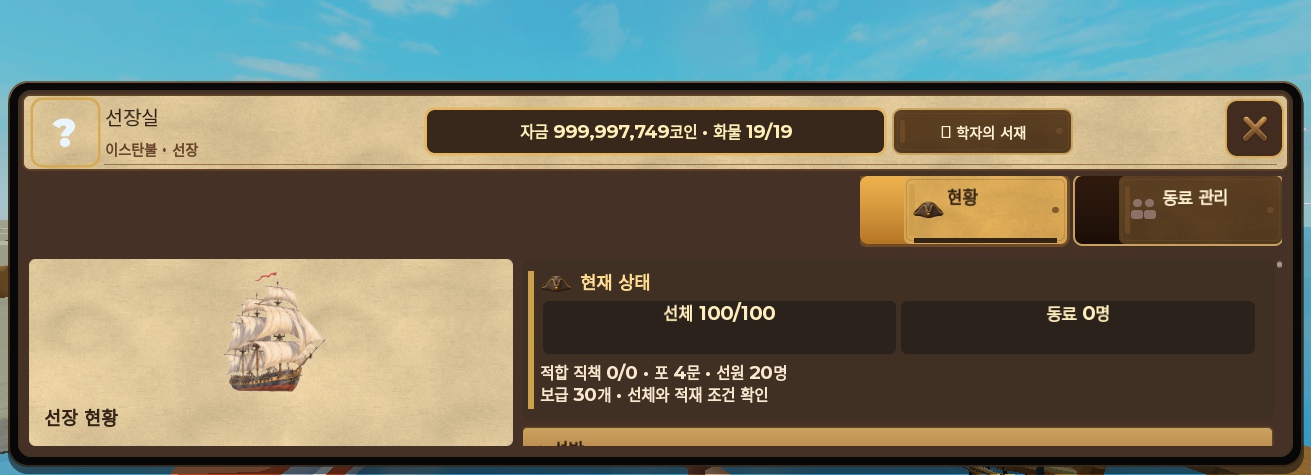 ?
선장실
이스탄불 • 선장
자금 999,997,749코인 • 화물 19/19
학자의 서재
현황
동료 관리
선장 현황
현재 상태
선체 100/100
동료 0명
적합 직책 0/0 • 포 4문 • 선원 20명
보급 30개 • 선체와 적재 조건 확인